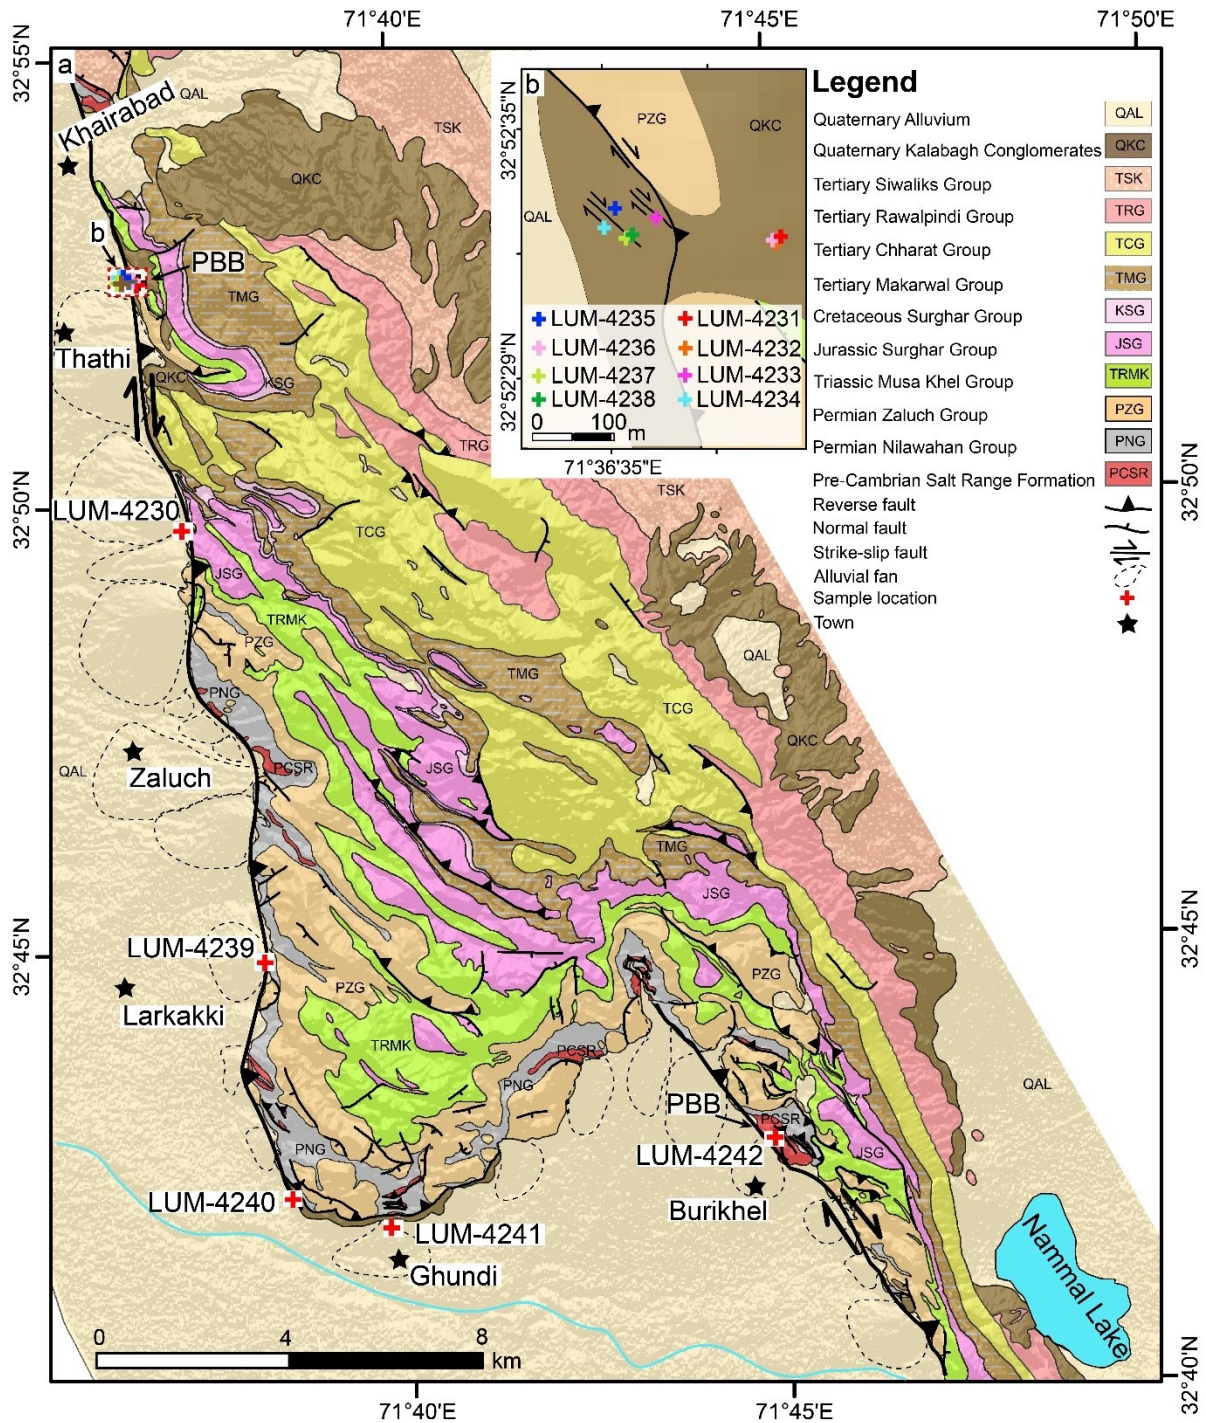 71°40'E 71°45'E 71°50'E
32°55'N
a
b
Khairabad
QAL
TSK
QKC
b
PBB
TMG
Thathi
QKC
KSG
TRG
TSK
32°50'N
32°50'N
LUM-4230
TCG
JSG
TRMK
PZG
TMG
QAL
PNG
TCG
QKC
Zaluch
QAL
PCSR
JSG
TMG
JSG
32°45'N
32°45'N
LUM-4239
PZG
PZG
Larkakki
TRMK
PCSR
PNG
QAL
PBB
PCSR
PNG
LUM-4242
JSG
LUM-4240
Burikhel
LUM-4241
Ghundi
Nammal Lake
0 4 8
km
32°40'N
71°40'E 71°45'E
32°52'35"N
PZG
QKC
QAL
LUM-4235 LUM-4231
LUM-4236 LUM-4232
LUM-4237 LUM-4233
LUM-4238 LUM-4234
32°52'29"N
0 100 m
71°36'35"E
Legend
Quaternary Alluvium QAL
Quaternary Kalabagh Conglomerates QKC
Tertiary Siwaliks Group TSK
Tertiary Rawalpindi Group TRG
Tertiary Chharat Group TCG
Tertiary Makarwal Group TMG
Cretaceous Surghar Group KSG
Jurassic Surghar Group JSG
Triassic Musa Khel Group TRMK
Permian Zaluch Group PZG
Permian Nilawahan Group PNG
Pre-Cambrian Salt Range Formation PCSR
Reverse fault
Normal fault
Strike-slip fault
Alluvial fan
Sample location
Town